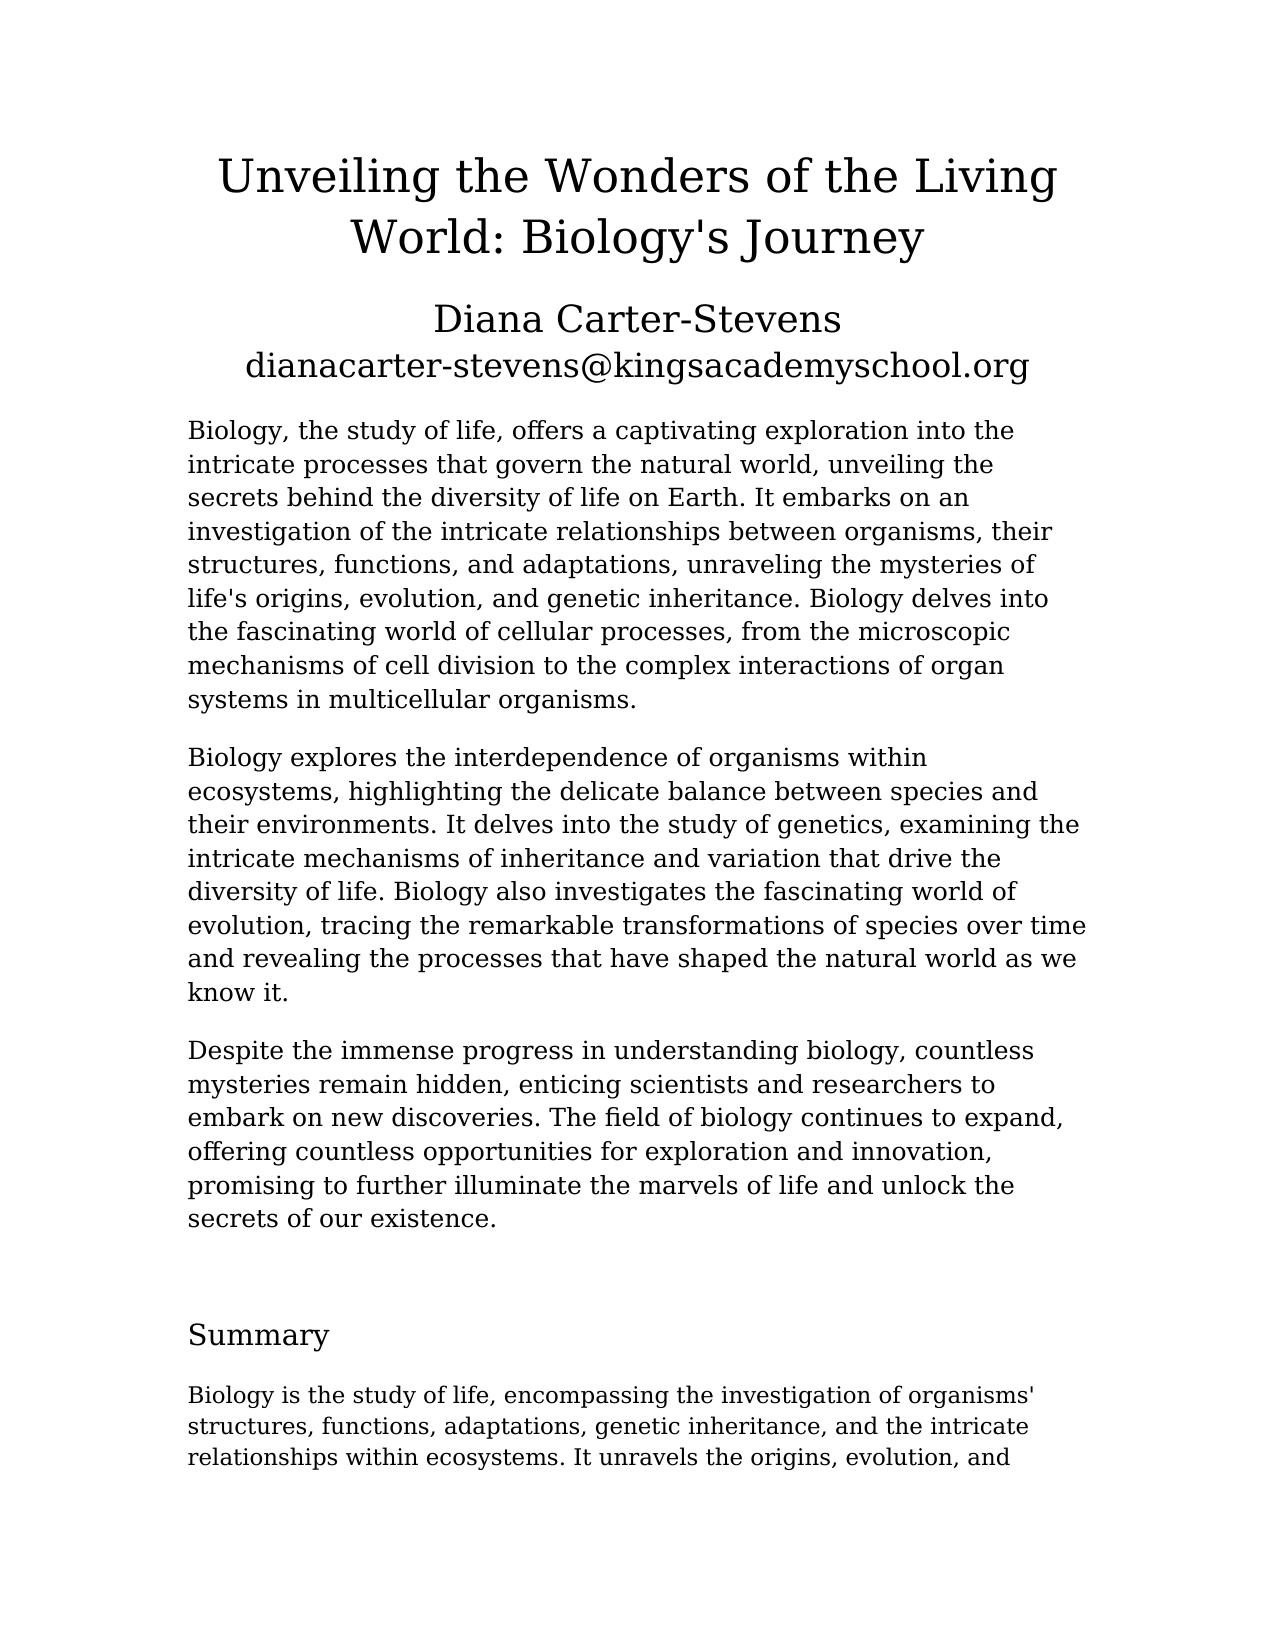 Unveiling the Wonders of the Living
World: Biology's Journey
Diana Carter-Stevens
dianacarter-stevens@kingsacademyschool.org
Biology, the study of life, offers a captivating exploration into the
intricate processes that govern the natural world, unveiling the
secrets behind the diversity of life on Earth. It embarks on an
investigation of the intricate relationships between organisms, their
structures, functions, and adaptations, unraveling the mysteries of
life's origins, evolution, and genetic inheritance. Biology delves into
the fascinating world of cellular processes, from the microscopic
mechanisms of cell division to the complex interactions of organ
systems in multicellular organisms.
Biology explores the interdependence of organisms within
ecosystems, highlighting the delicate balance between species and
their environments. It delves into the study of genetics, examining the
intricate mechanisms of inheritance and variation that drive the
diversity of life. Biology also investigates the fascinating world of
evolution, tracing the remarkable transformations of species over time
and revealing the processes that have shaped the natural world as we
know it.
Despite the immense progress in understanding biology, countless
mysteries remain hidden, enticing scientists and researchers to
embark on new discoveries. The field of biology continues to expand,
offering countless opportunities for exploration and innovation,
promising to further illuminate the marvels of life and unlock the
secrets of our existence.
Summary
Biology is the study of life, encompassing the investigation of organisms'
structures, functions, adaptations, genetic inheritance, and the intricate
relationships within ecosystems. It unravels the origins, evolution, and